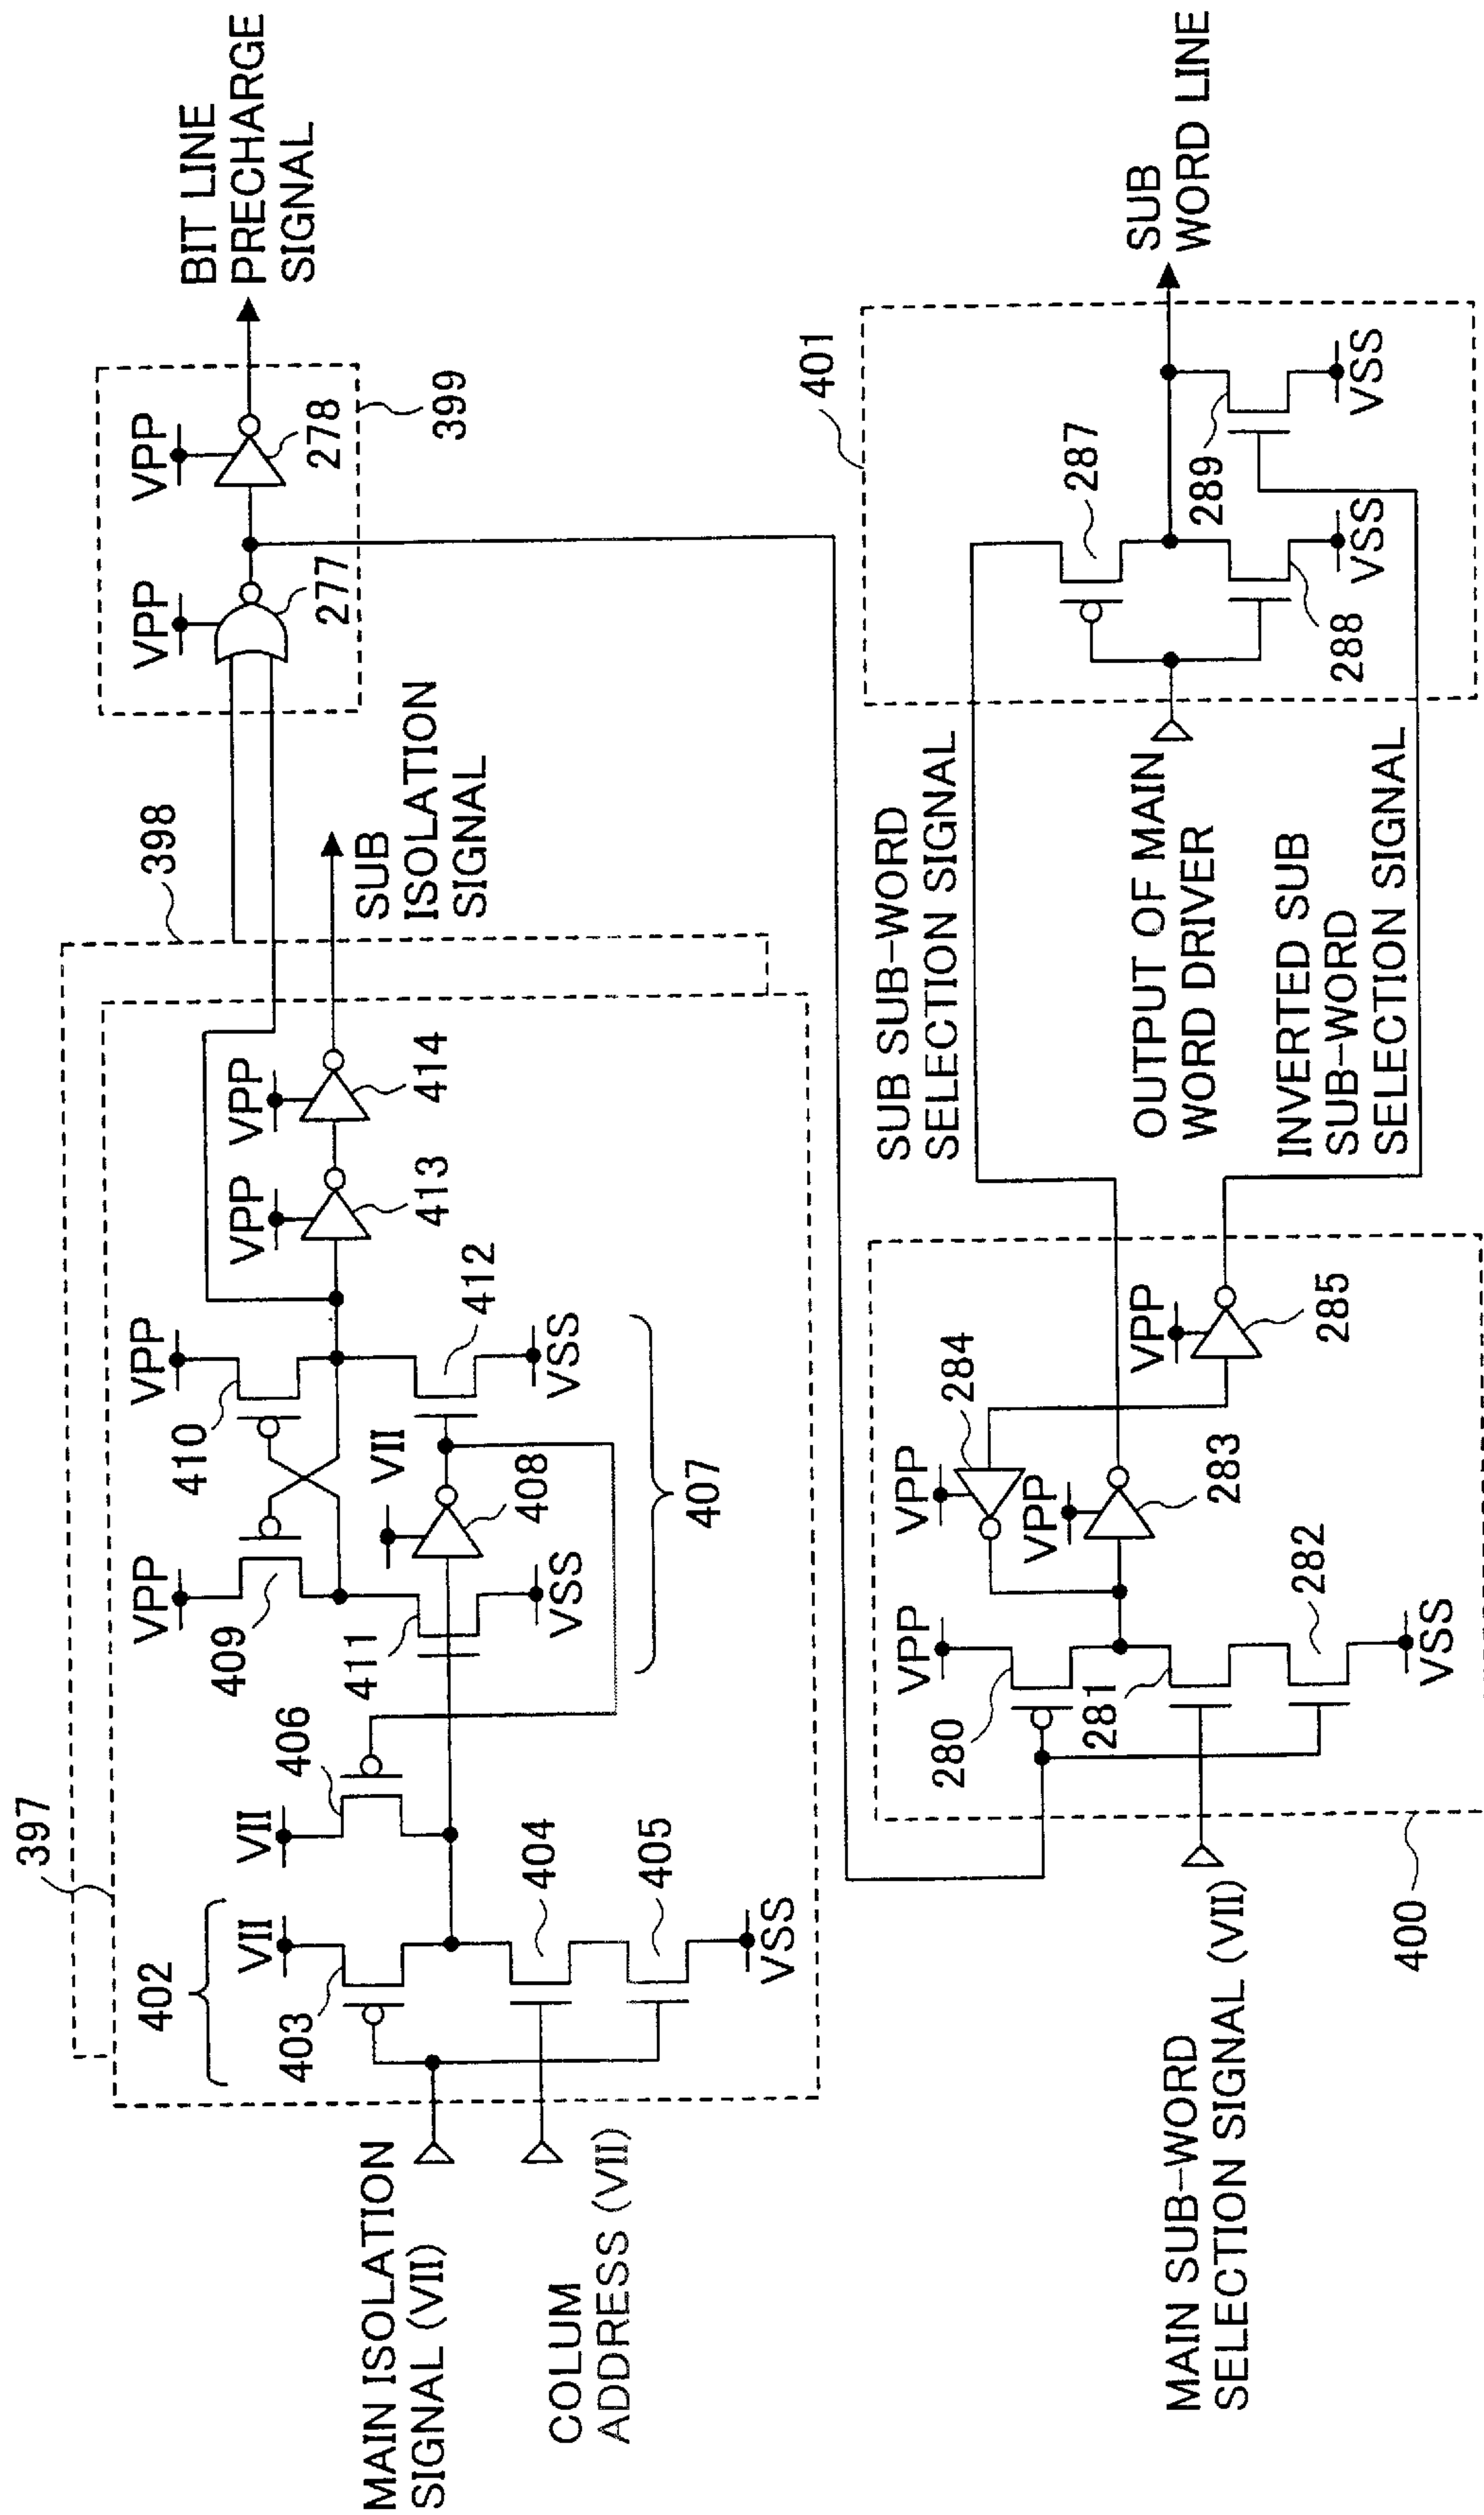 397
398
402
VII
403
404
405
VSS
VII
406
VPP
409
411
VSS
VPP
410
VII
408
412
VSS
407
VPP
413
VPP
414
MAIN ISOLATION
SIGNAL (VII)
COLUM
ADDRESS (VII)
SUB
ISOLATION
SIGNAL
VPP
277
VPP
278
399
BIT LINE
PRECHARGE
SIGNAL
MAIN SUB-WORD
SELECTION SIGNAL (VII)
400
VPP
280
281
282
VSS
VPP
284
VPP
283
VPP
285
SUB SUB-WORD
SELECTION SIGNAL
OUTPUT OF MAIN
WORD DRIVER
INVERTED SUB
SUB-WORD
SELECTION SIGNAL
401
287
288
VSS
289
VSS
SUB
WORD LINE